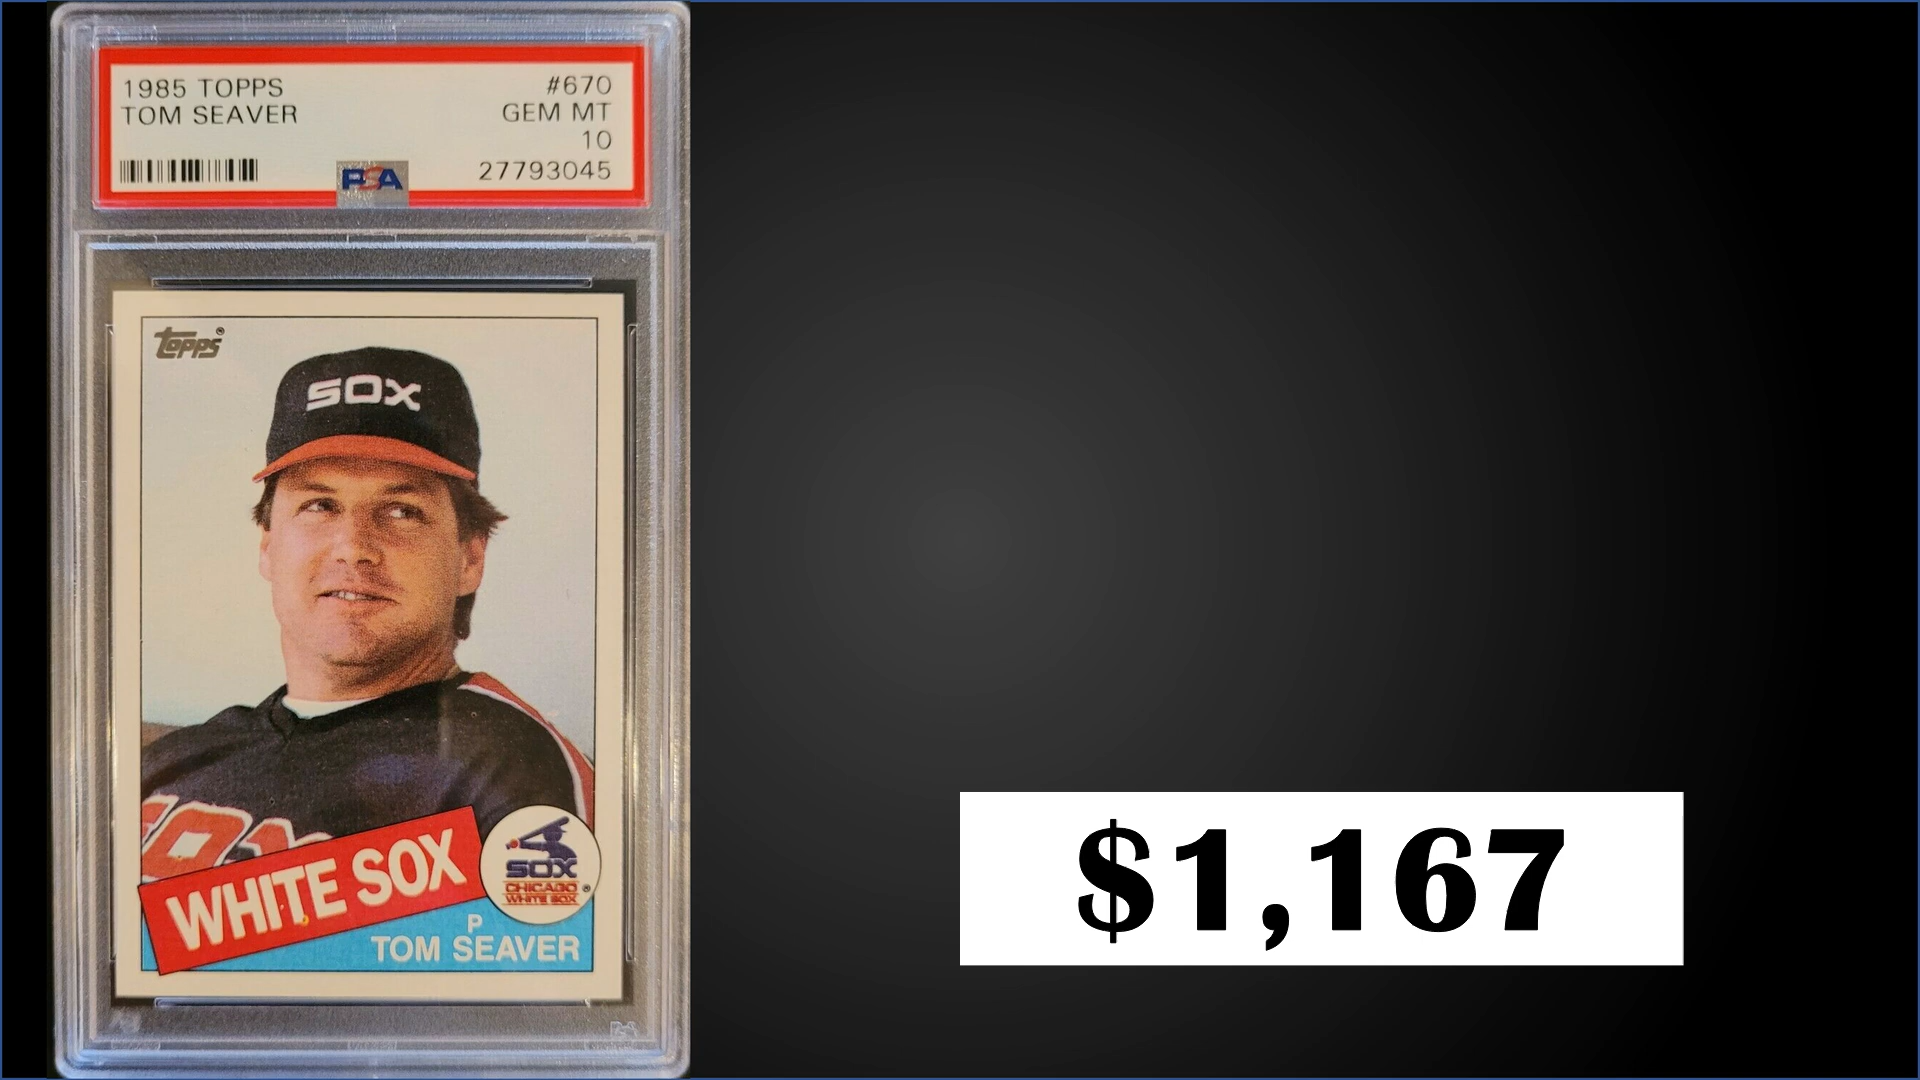 1985 TOPPS #670
TOM SEAVER GEM MT
10
PSA 27793045
topps
SOX
SOX
WHITE SOX
SOX
CHICAGO
WHITE SOX
P
TOM SEAVER
$1,167